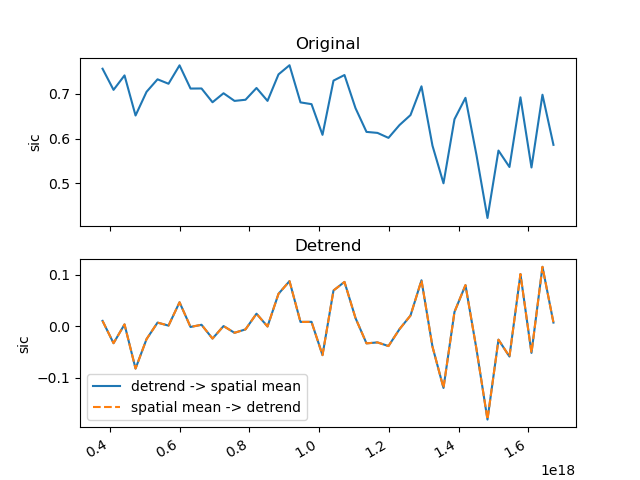 Original
0.7
0.6
0.5
sic
Detrend
0.1
0.0
−0.1
sic
detrend -> spatial mean
spatial mean -> detrend
0.4 0.6 0.8 1.0 1.2 1.4 1.6
1e18